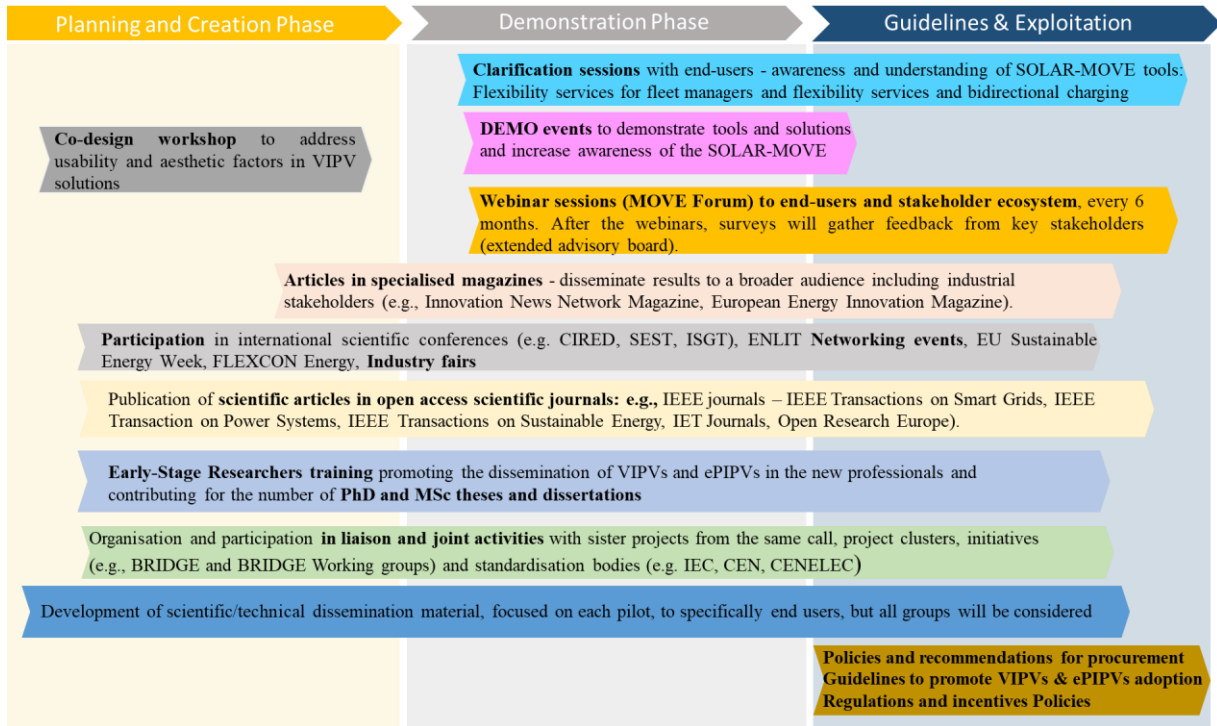 Planning and Creation Phase
Demonstration Phase
Guidelines & Exploitation
Clarification sessions with end-users - awareness and understanding of SOLAR-MOVE tools:
Flexibility services for fleet managers and flexibility services and bidirectional charging
DEMO events to demonstrate tools and solutions
and increase awareness of the SOLAR-MOVE
Co-design workshop to address
usability and aesthetic factors in VIPV
solutions
Webinar sessions (MOVE Forum) to end-users and stakeholder ecosystem, every 6
months. After the webinars, surveys will gather feedback from key stakeholders
(extended advisory board).
Articles in specialised magazines - disseminate results to a broader audience including industrial
stakeholders (e.g., Innovation News Network Magazine, European Energy Innovation Magazine).
Participation in international scientific conferences (e.g. CIRED, SEST, ISGT), ENLIT Networking events, EU Sustainable
Energy Week, FLEXCON Energy, Industry fairs
Publication of scientific articles in open access scientific journals: e.g., IEEE journals – IEEE Transactions on Smart Grids, IEEE
Transaction on Power Systems, IEEE Transactions on Sustainable Energy, IET Journals, Open Research Europe).
Early-Stage Researchers training promoting the dissemination of VIPVs and ePIPVs in the new professionals and
contributing for the number of PhD and MSc theses and dissertations
Organisation and participation in liaison and joint activities with sister projects from the same call, project clusters, initiatives
(e.g., BRIDGE and BRIDGE Working groups) and standardisation bodies (e.g. IEC, CEN, CENELEC)
Development of scientific/technical dissemination material, focused on each pilot, to specifically end users, but all groups will be considered
Policies and recommendations for procurement
Guidelines to promote VIPVs & ePIPVs adoption
Regulations and incentives Policies